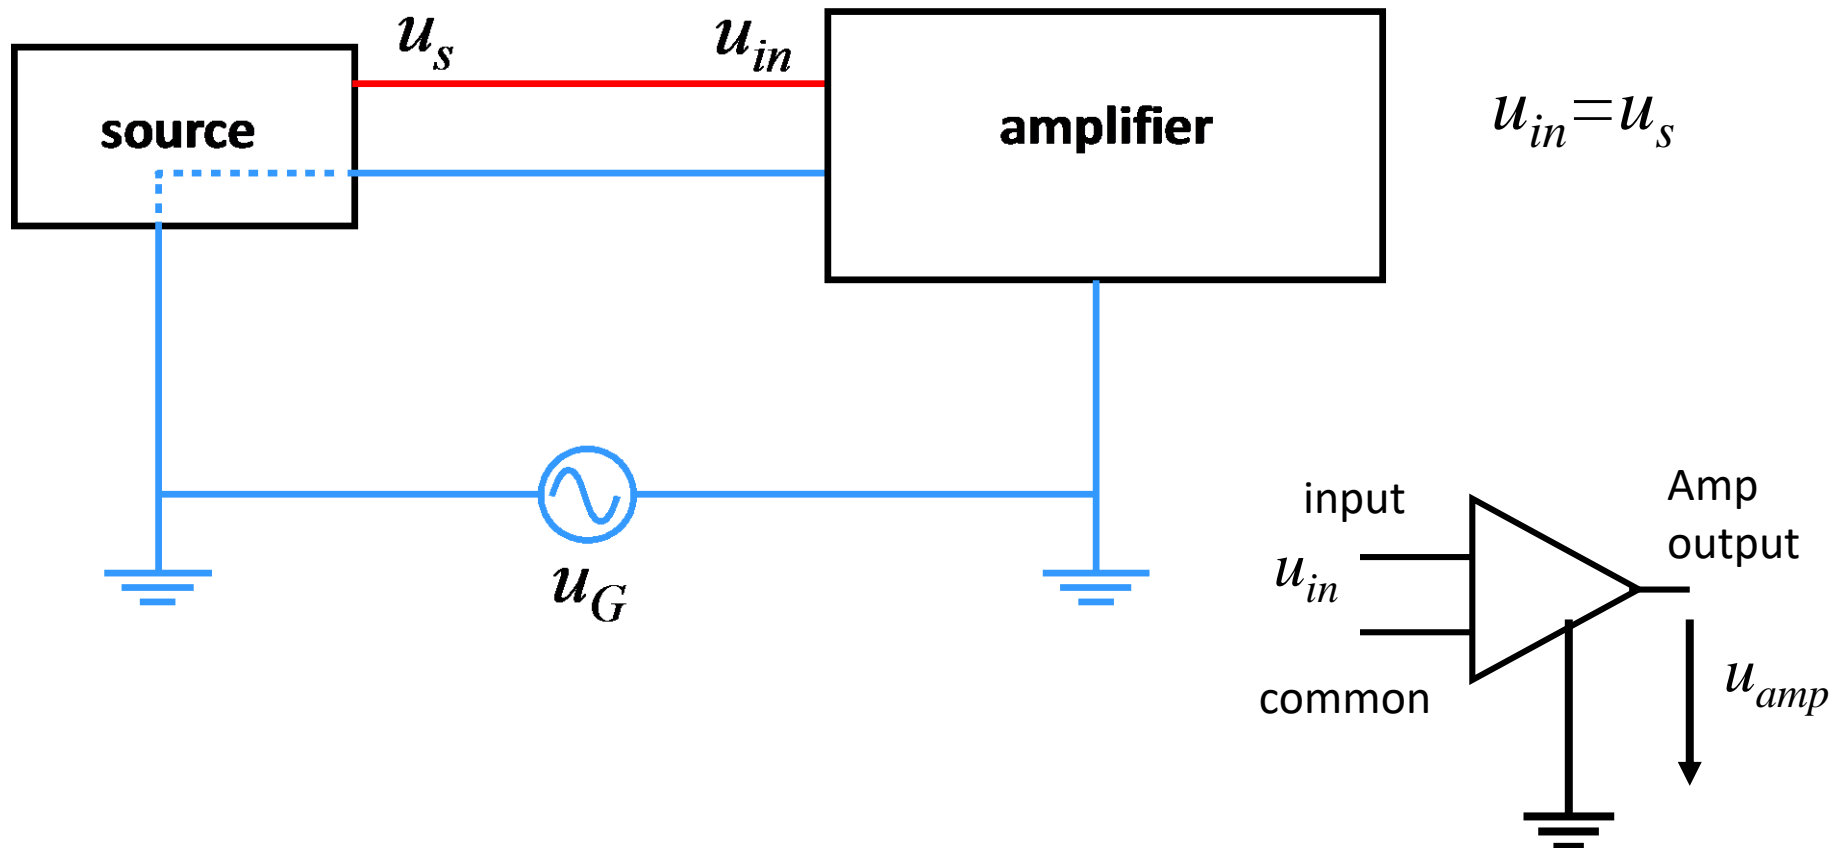 u_s
u_in
source
amplifier
u_in=u_s
u_G
input
Amp
output
u_in
common
u_amp